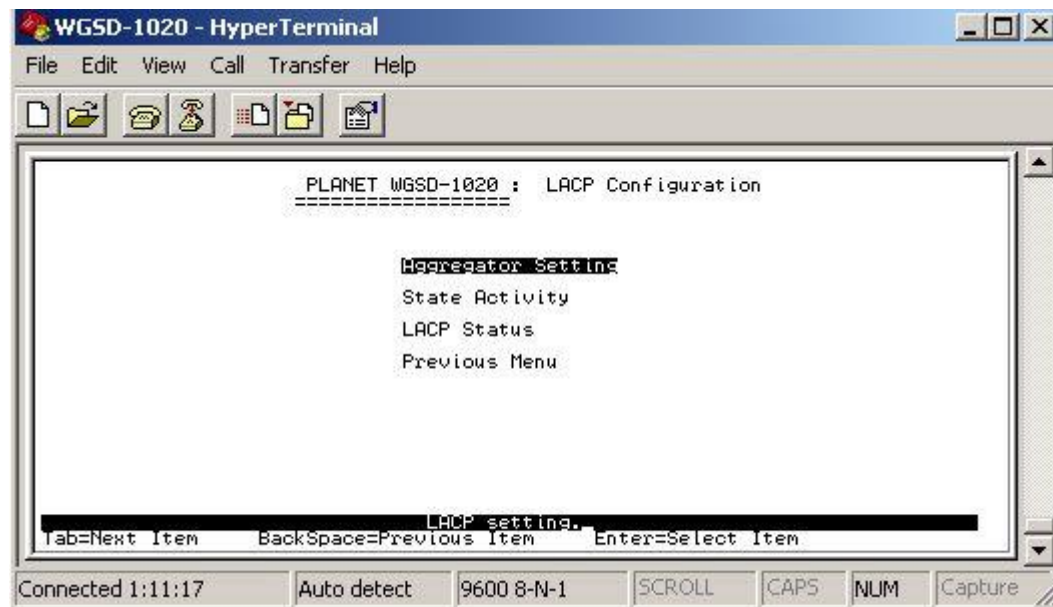 WGSD-1020 - HyperTerminal
File Edit View Call Transfer Help
PLANET WGSD-1020 : LACP Configuration
==================
Aggregator Setting
State Activity
LACP Status
Previous Menu
LACP setting.
Tab=Next Item BackSpace=Previous Item Enter=Select Item
Connected 1:11:17 Auto detect 9600 8-N-1 SCROLL CAPS NUM Capture